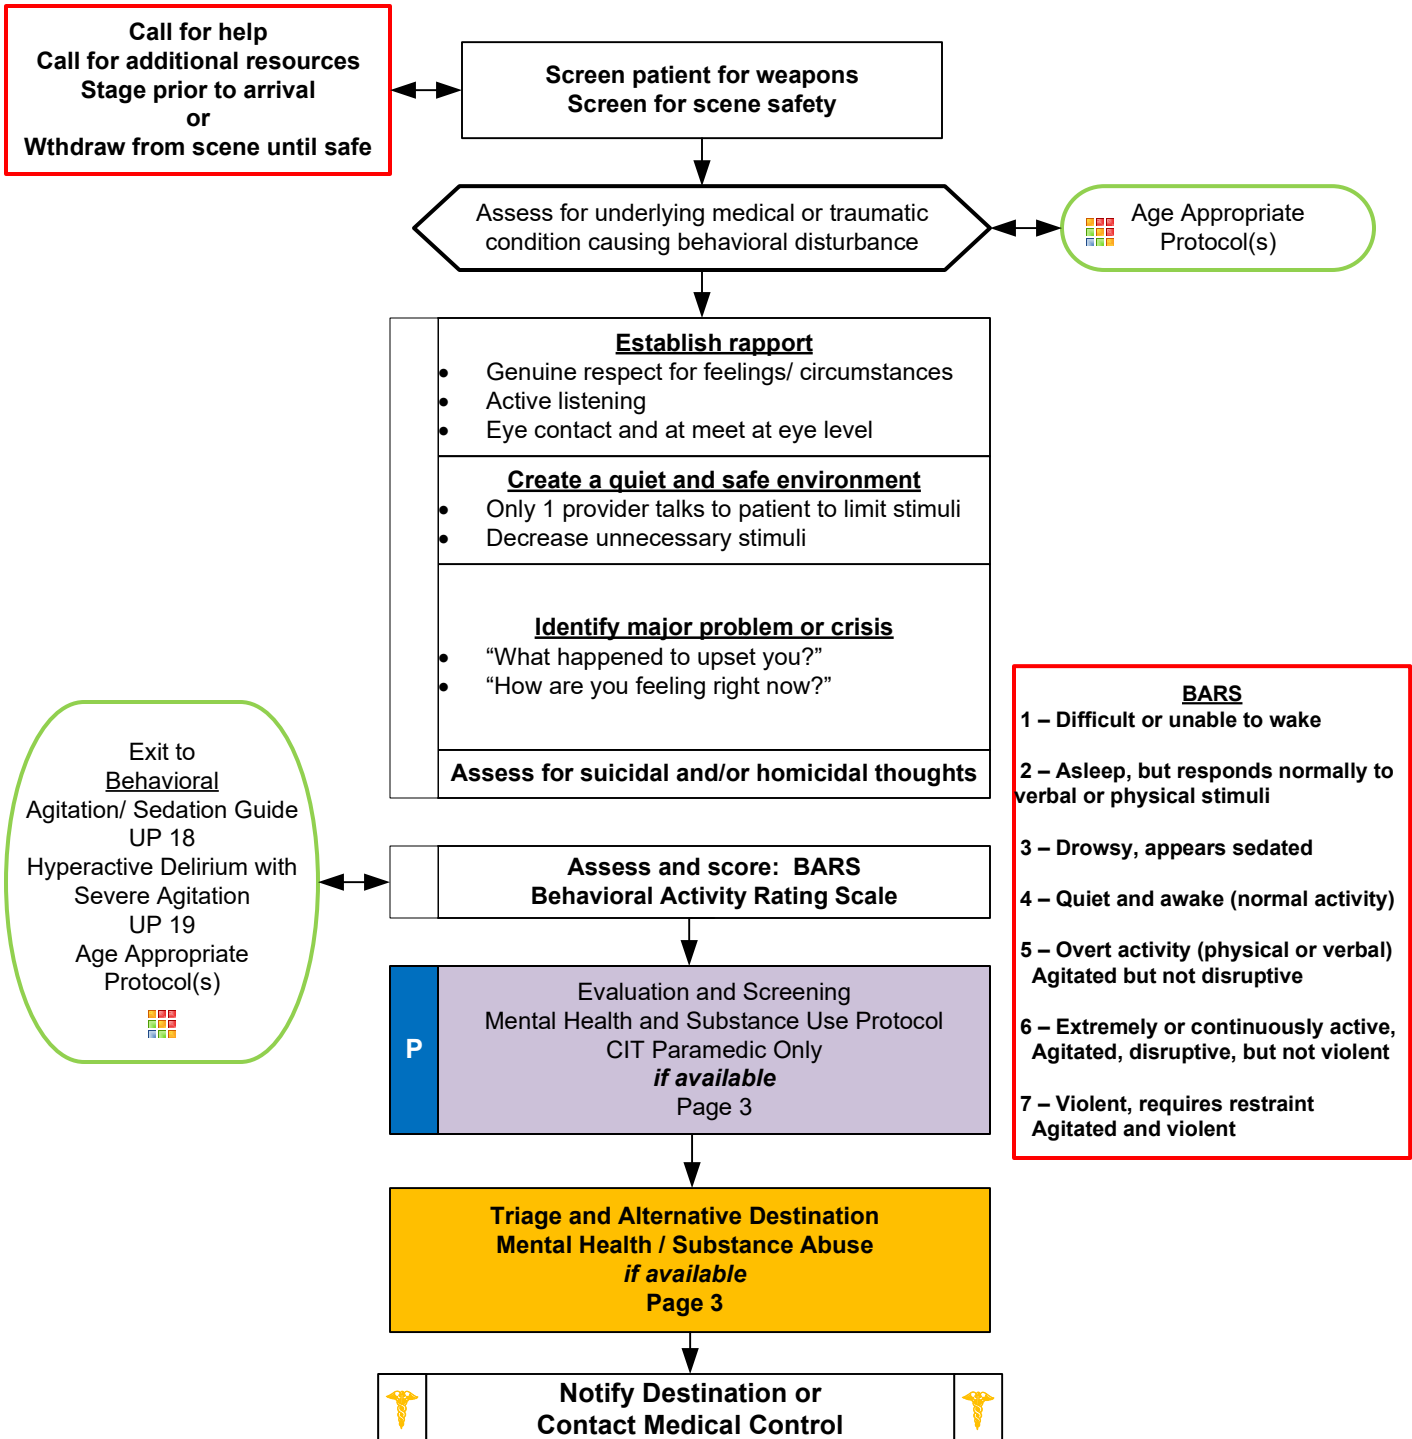 Call for help
Call for additional resources
Stage prior to arrival
or
Wthdraw from scene until safe
Screen patient for weapons
Screen for scene safety
Assess for underlying medical or traumatic
condition causing behavioral disturbance
Age Appropriate
Protocol(s)
Establish rapport
• Genuine respect for feelings/ circumstances
• Active listening
• Eye contact and at meet at eye level
Create a quiet and safe environment
• Only 1 provider talks to patient to limit stimuli
• Decrease unnecessary stimuli
Identify major problem or crisis
• “What happened to upset you?”
• “How are you feeling right now?”
Assess for suicidal and/or homicidal thoughts
Exit to
Behavioral
Agitation/ Sedation Guide
UP 18
Hyperactive Delirium with
Severe Agitation
UP 19
Age Appropriate
Protocol(s)
Assess and score: BARS
Behavioral Activity Rating Scale
BARS
1 – Difficult or unable to wake
2 – Asleep, but responds normally to
verbal or physical stimuli
3 – Drowsy, appears sedated
4 – Quiet and awake (normal activity)
5 – Overt activity (physical or verbal)
Agitated but not disruptive
6 – Extremely or continuously active,
Agitated, disruptive, but not violent
7 – Violent, requires restraint
Agitated and violent
P
Evaluation and Screening
Mental Health and Substance Use Protocol
CIT Paramedic Only
if available
Page 3
Triage and Alternative Destination
Mental Health / Substance Abuse
if available
Page 3
Notify Destination or
Contact Medical Control